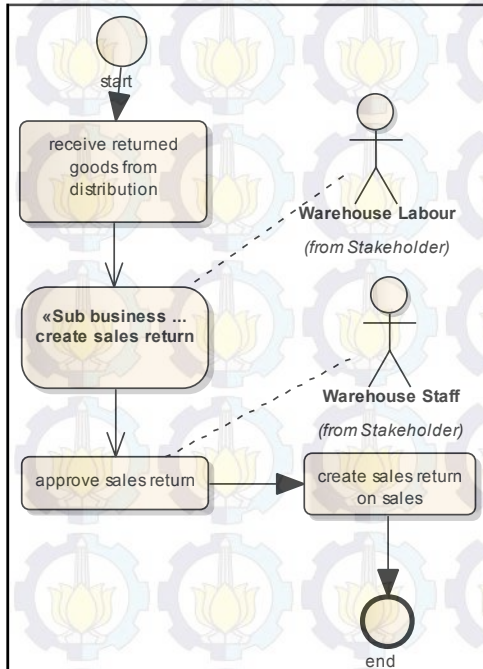 start
receive returned
goods from
distribution
Warehouse Labour
(from Stakeholder)
«Sub business ...
create sales return
Warehouse Staff
(from Stakeholder)
approve sales return
create sales return
on sales
end